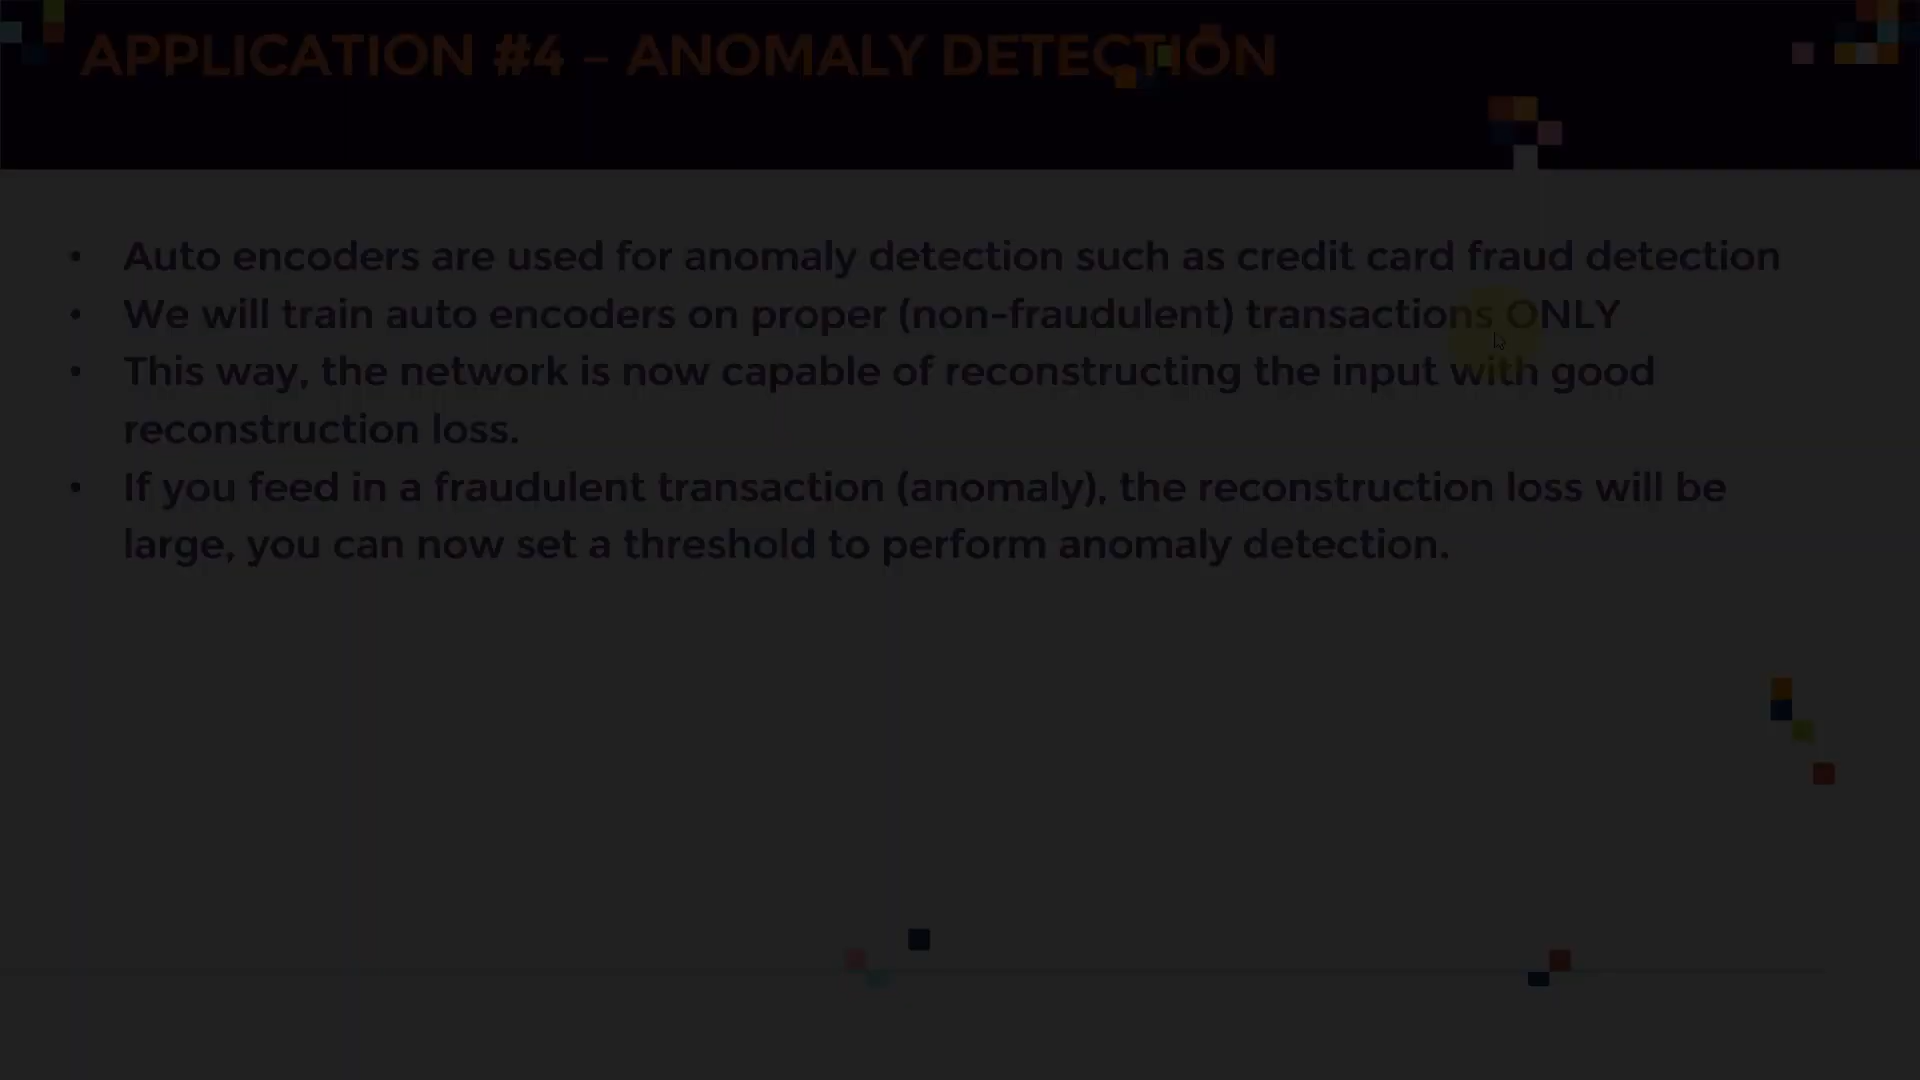 APPLICATION #4 – ANOMALY DETECTION
• Auto encoders are used for anomaly detection such as credit card fraud detection
• We will train auto encoders on proper (non-fraudulent) transactions ONLY
• This way, the network is now capable of reconstructing the input with good
reconstruction loss.
• If you feed in a fraudulent transaction (anomaly), the reconstruction loss will be
large, you can now set a threshold to perform anomaly detection.